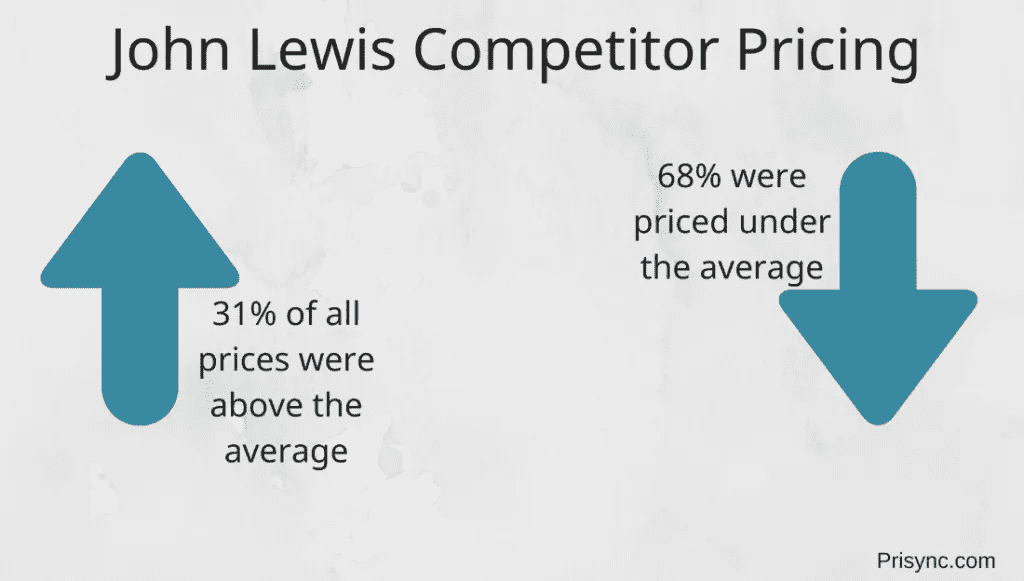 John Lewis Competitor Pricing
31% of all
prices were
above the
average
68% were
priced under
the average
Prisync.com